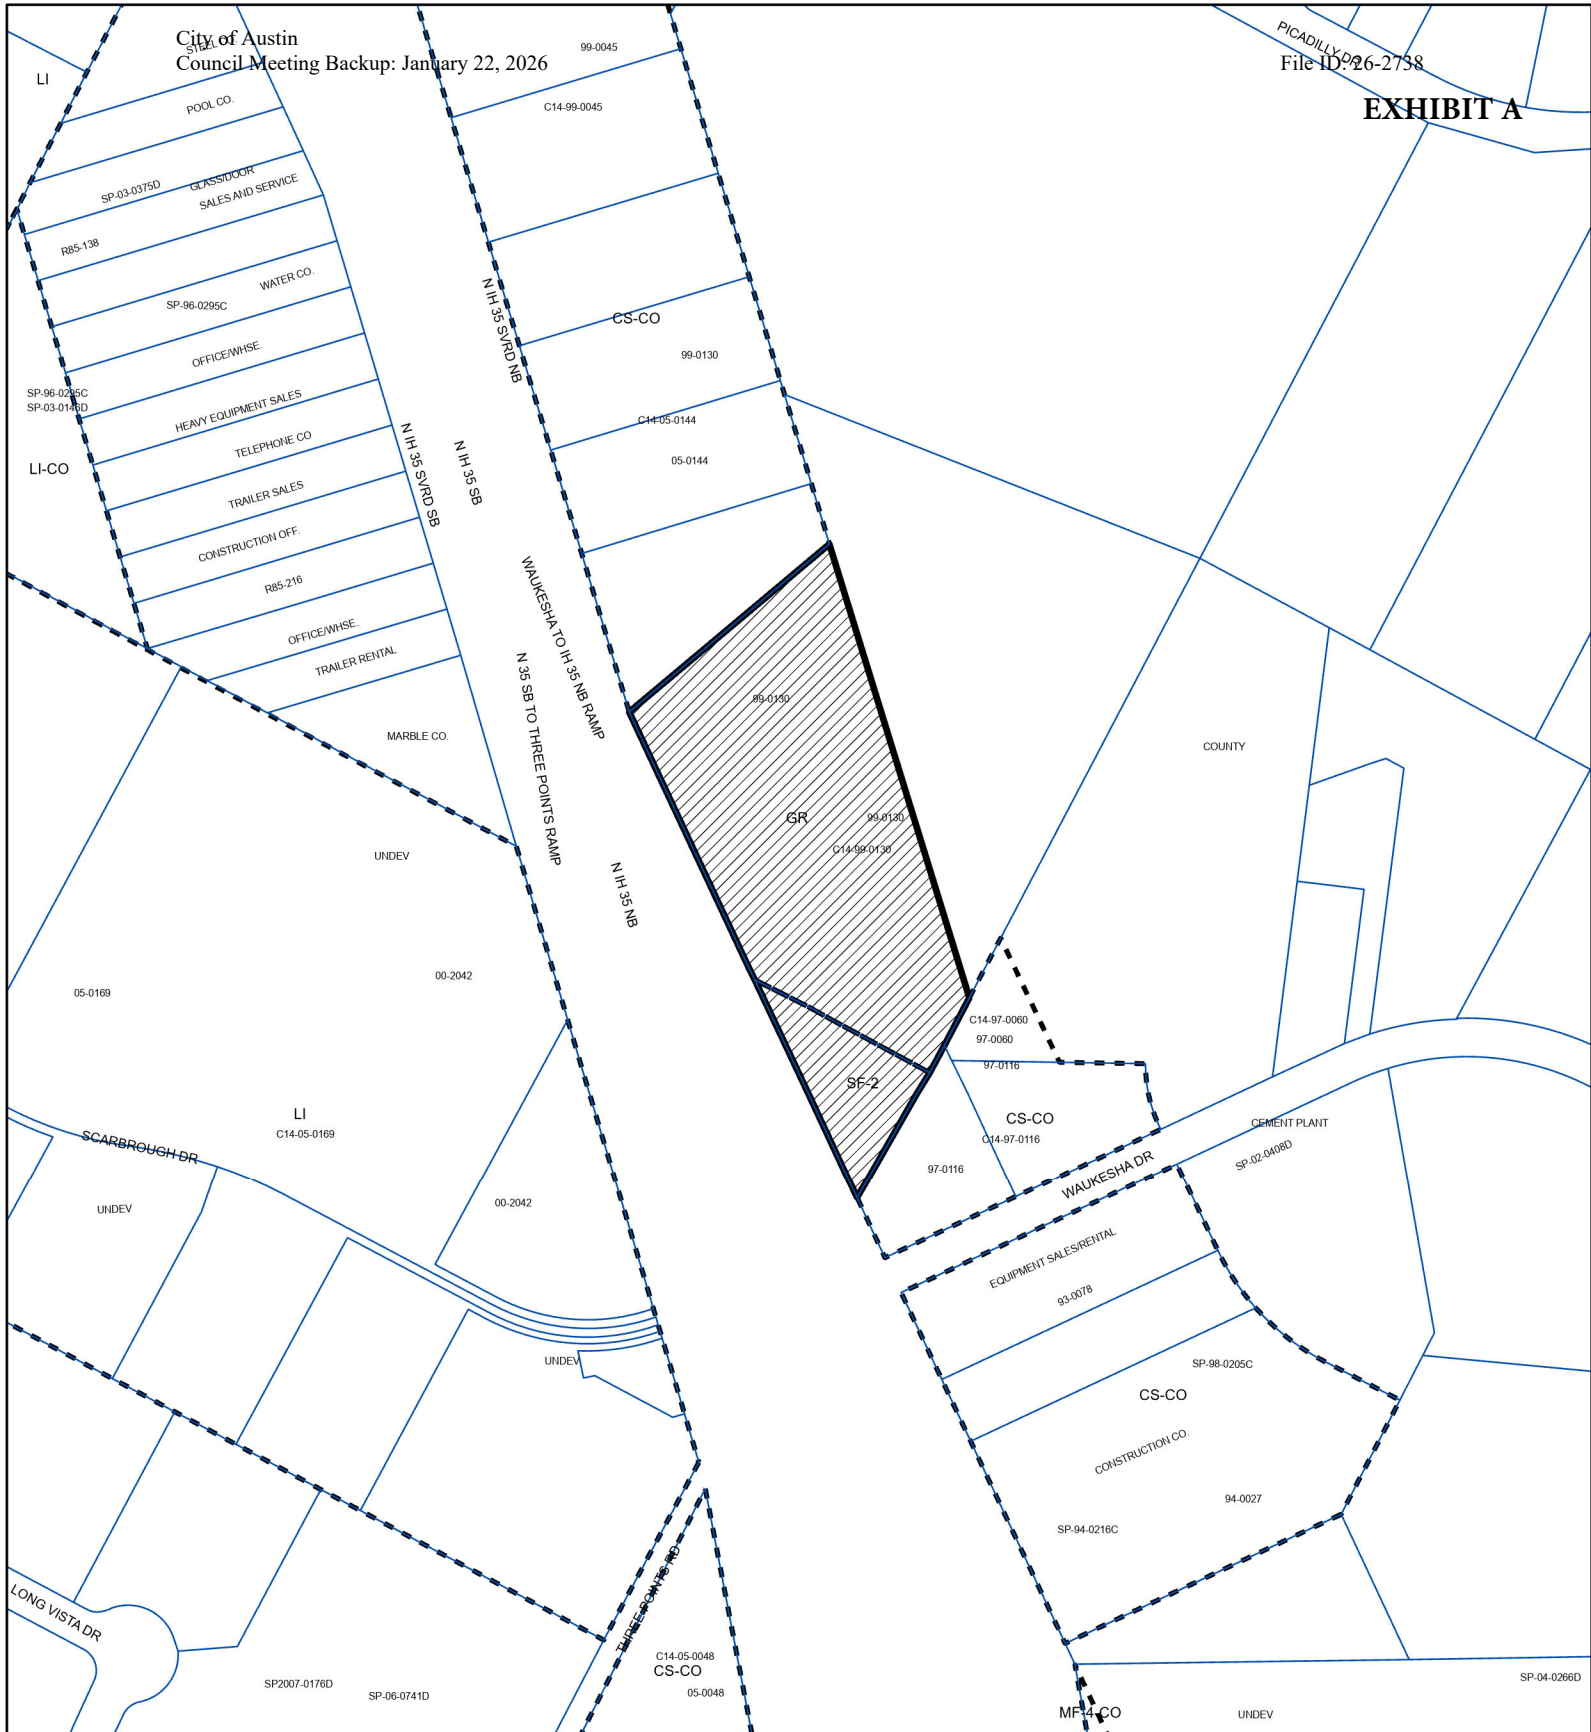 City of Austin
Council Meeting Backup: January 22, 2026
File ID: 26-2738
EXHIBIT A
PICADILLY DR
LI
STEEL CO.
POOL CO.
SP-03-0375D
GLASS/DOOR
SALES AND SERVICE
R85-138
WATER CO.
SP-96-0295C
OFFICE/WHSE.
SP-96-0295C
SP-03-0146D
HEAVY EQUIPMENT SALES
TELEPHONE CO
LI-CO
TRAILER SALES
CONSTRUCTION OFF.
R85-216
OFFICE/WHSE.
TRAILER RENTAL
MARBLE CO.
N IH 35 SVRD SB
N IH 35 SB
N IH 35 SVRD NB
WAUKESHA TO IH 35 NB RAMP
N 35 SB TO THREE POINTS RAMP
N IH 35 NB
99-0045
C14-99-0045
CS-CO
99-0130
C14-05-0144
05-0144
99-0130
GR
99-0130
C14-99-0130
COUNTY
SF-2
C14-97-0060
97-0060
97-0116
CS-CO
C14-97-0116
97-0116
CEMENT PLANT
SP-02-0408D
WAUKESHA DR
UNDEV
00-2042
05-0169
LI
C14-05-0169
SCARBROUGH DR
UNDEV
00-2042
UNDEV
EQUIPMENT SALES/RENTAL
93-0078
SP-98-0205C
CS-CO
CONSTRUCTION CO.
94-0027
SP-94-0216C
LONG VISTA DR
THREE POINTS RD
C14-05-0048
CS-CO
05-0048
SP2007-0176D
SP-06-0741D
MF-4-CO
UNDEV
SP-04-0266D